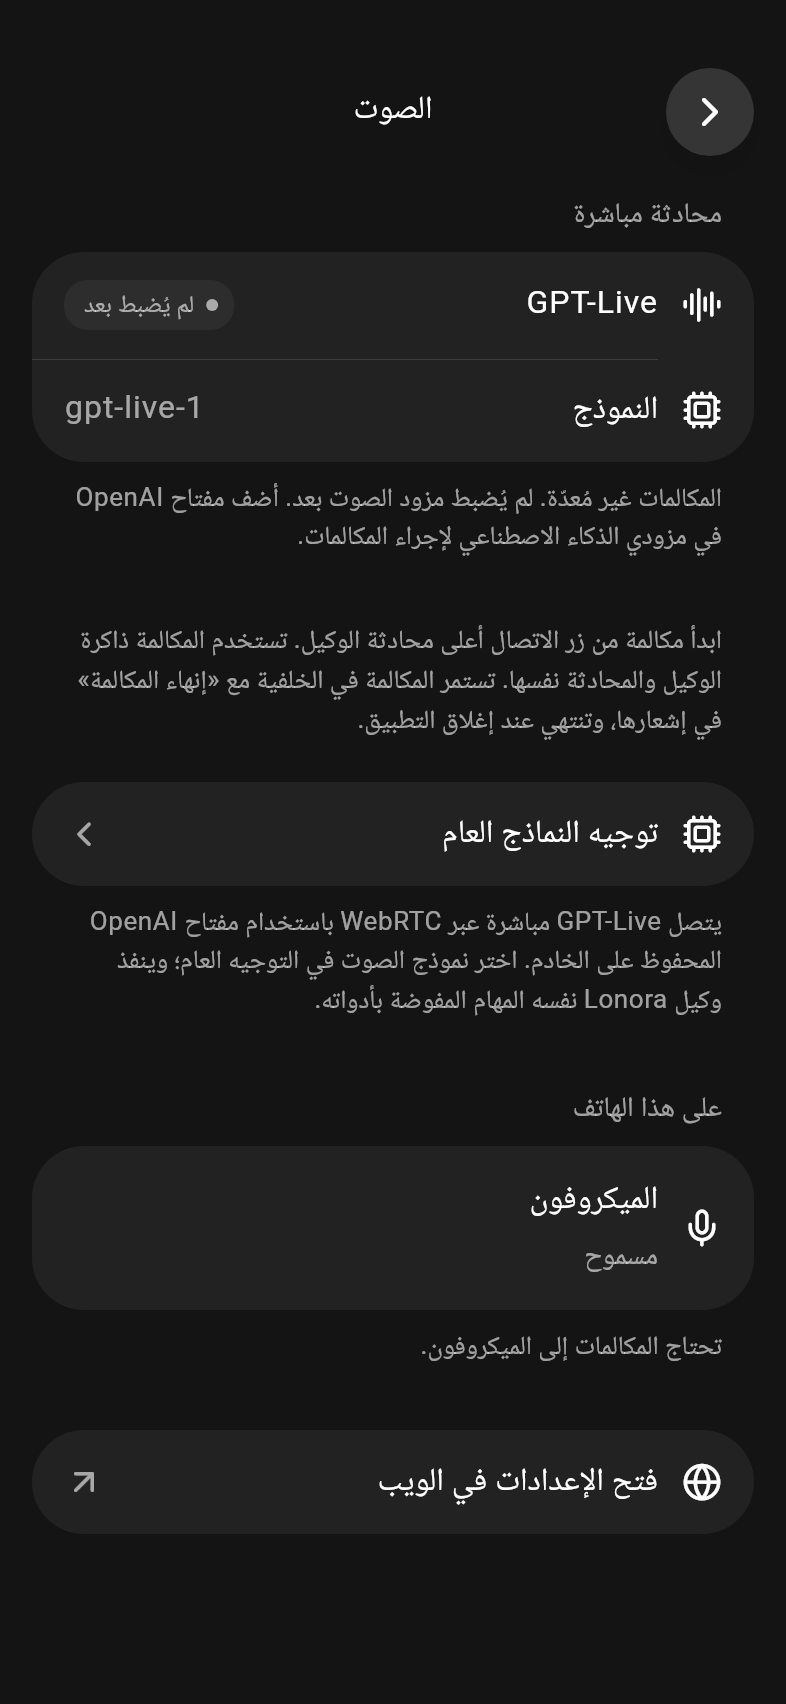 الصوت
محادثة مباشرة
GPT-Live
لم يُضبط بعد
النموذج
gpt-live-1
المكالمات غير مُعدّة. لم يُضبط مزود الصوت بعد. أضف مفتاح OpenAI
في مزودي الذكاء الاصطناعي لإجراء المكالمات.
ابدأ مكالمة من زر الاتصال أعلى محادثة الوكيل. تستخدم المكالمة ذاكرة
الوكيل والمحادثة نفسها. تستمر المكالمة في الخلفية مع «إنهاء المكالمة»
في إشعارها، وتنتهي عند إغلاق التطبيق.
توجيه النماذج العام
يتصل GPT-Live مباشرة عبر WebRTC باستخدام مفتاح OpenAI
المحفوظ على الخادم. اختر نموذج الصوت في التوجيه العام؛ وينفذ
وكيل Lonora نفسه المهام المفوضة بأدواته.
على هذا الهاتف
الميكروفون
مسموح
تحتاج المكالمات إلى الميكروفون.
فتح الإعدادات في الويب